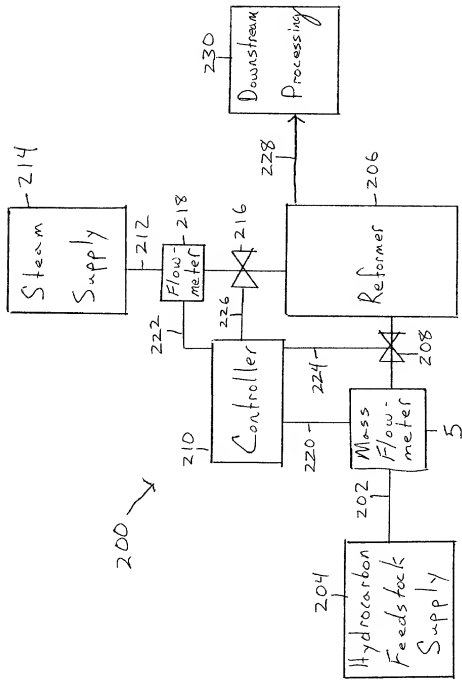 200
Steam
Supply
214
212
222
Flow-
meter
218
210
Controller
226
216
230
Downstream
Processing
228
220
224
206
Reformer
204
Hydrocarbon
Feedstock
Supply
202
Mass
Flow-
meter
208
5